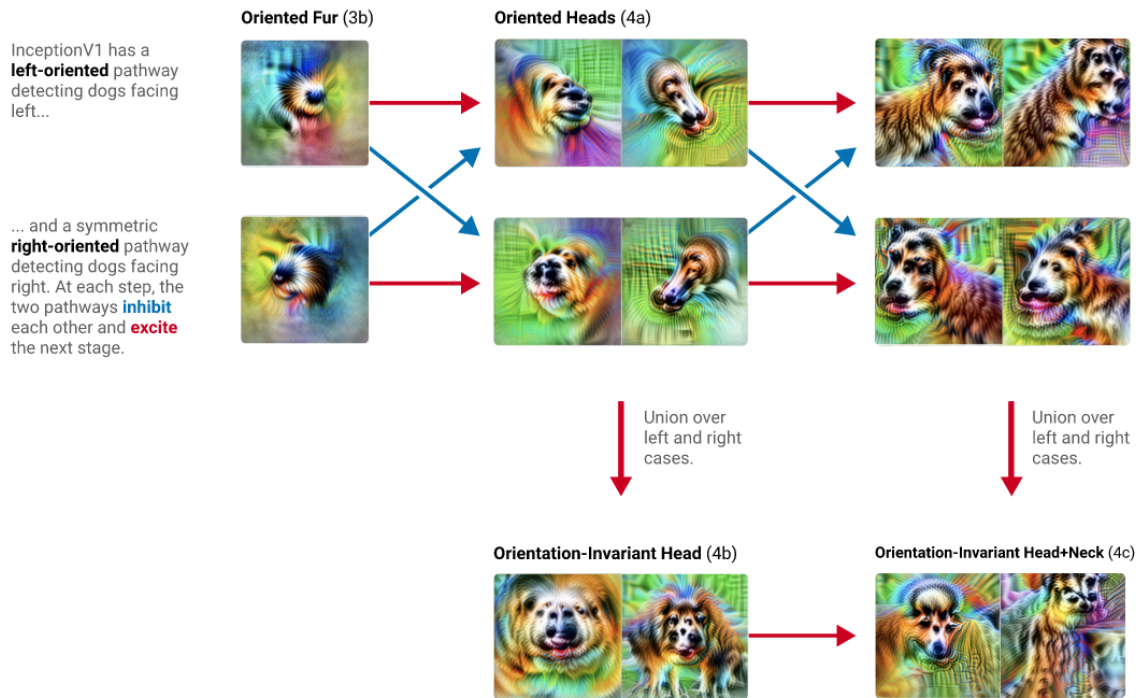 Oriented Fur (3b)
Oriented Heads (4a)
InceptionV1 has a
left-oriented pathway
detecting dogs facing
left...
... and a symmetric
right-oriented pathway
detecting dogs facing
right. At each step, the
two pathways inhibit
each other and excite
the next stage.
Union over
left and right
cases.
Union over
left and right
cases.
Orientation-Invariant Head (4b)
Orientation-Invariant Head+Neck (4c)